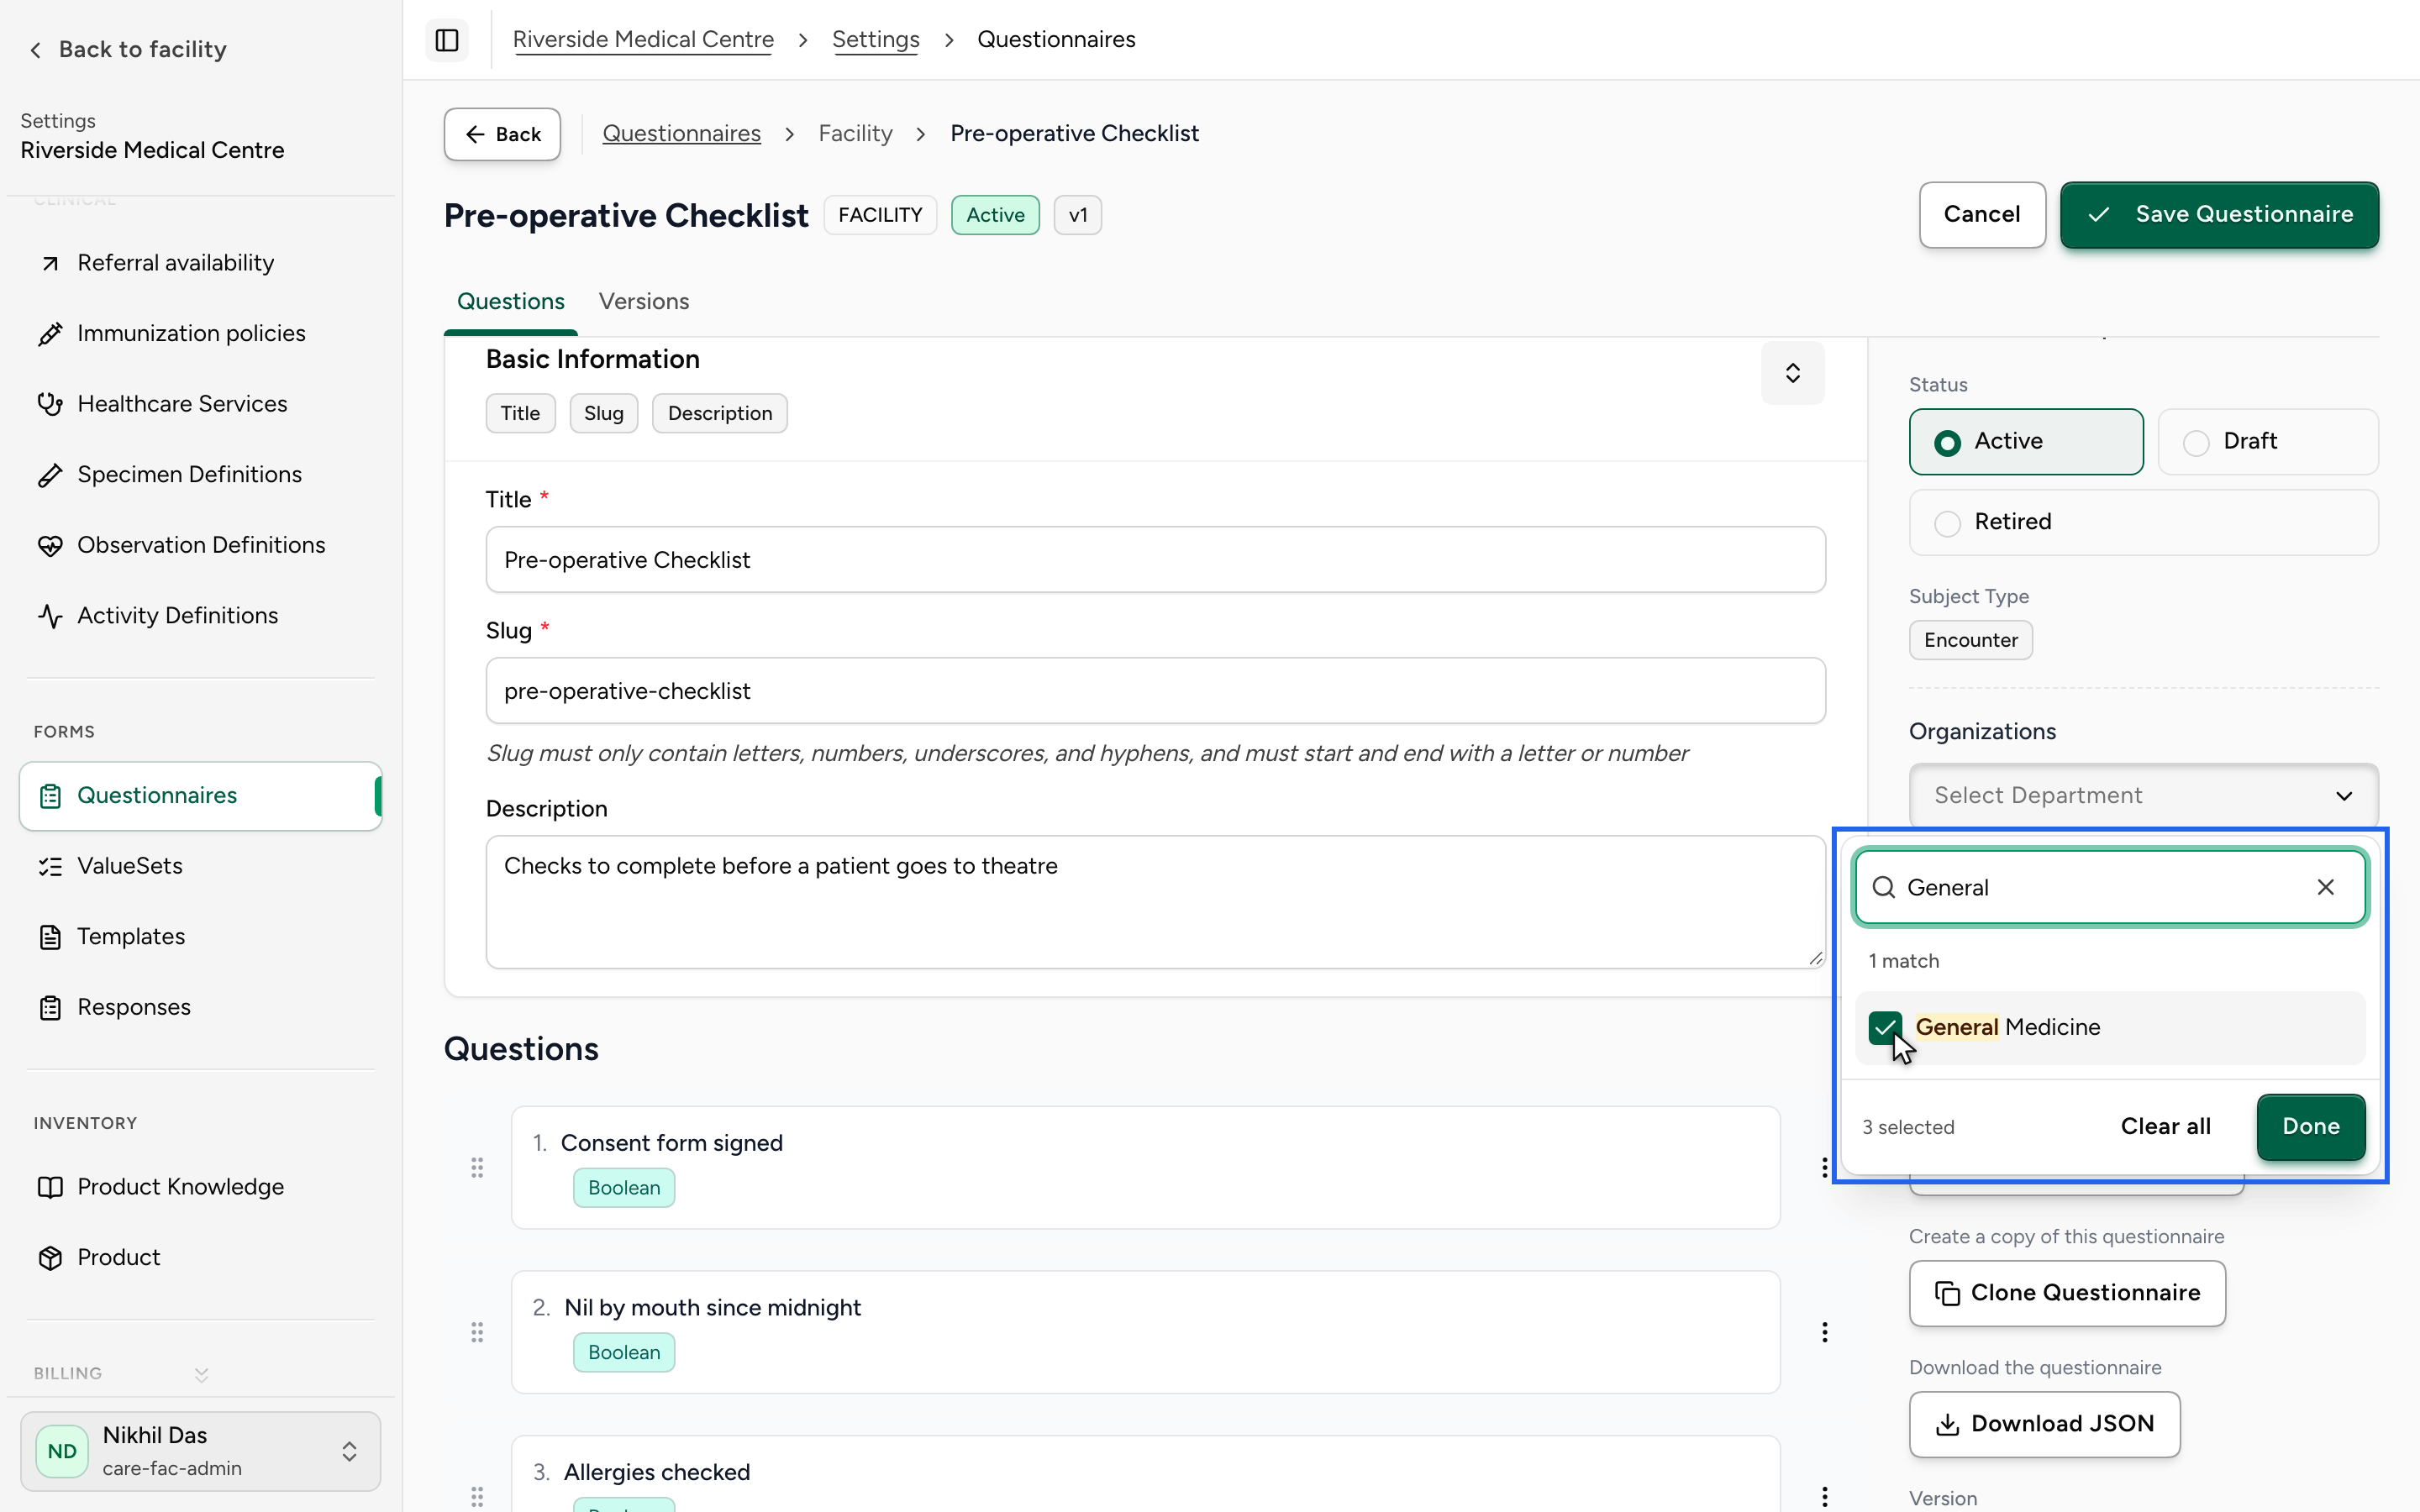 Back to facility
Settings
Riverside Medical Centre
CLINICAL
Referral availability
Immunization policies
Healthcare Services
Specimen Definitions
Observation Definitions
Activity Definitions
FORMS
Questionnaires
ValueSets
Templates
Responses
INVENTORY
Product Knowledge
Product
BILLING
ND
Nikhil Das
care-fac-admin
Riverside Medical Centre > Settings > Questionnaires
Back
Questionnaires > Facility > Pre-operative Checklist
Pre-operative Checklist FACILITY Active v1
Cancel
Save Questionnaire
Questions Versions
Basic Information
Title Slug Description
Title *
Pre-operative Checklist
Slug *
pre-operative-checklist
Slug must only contain letters, numbers, underscores, and hyphens, and must start and end with a letter or number
Description
Checks to complete before a patient goes to theatre
Questions
1. Consent form signed
Boolean
2. Nil by mouth since midnight
Boolean
3. Allergies checked
Status
Active
Draft
Retired
Subject Type
Encounter
Organizations
Select Department
General
1 match
General Medicine
3 selected
Clear all
Done
Create a copy of this questionnaire
Clone Questionnaire
Download the questionnaire
Download JSON
Version